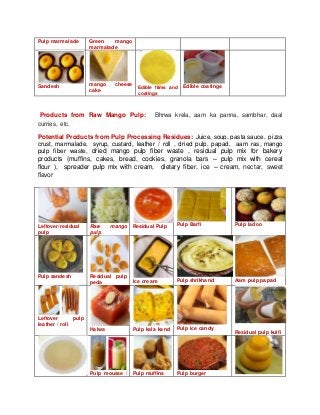 Pulp marmalade
Green mango
marmalade
Sandesh
mango cheese
cake
Edible films and
coatings
Edible coatings
Products from Raw Mango Pulp: Bhrwa krela, aam ka panna, sambhar, daal
curries, etc.
Potential Products from Pulp Processing Residues: Juice, soup, pasta sauce, pizza
crust, marmalade, syrup, custard, leather / roll , dried pulp, papad, aam ras, mango
pulp fiber waste, dried mango pulp fiber waste ., residual pulp mix for bakery
products (muffins, cakes, bread, cookies, granola bars – pulp mix with cereal
flour ), spreader pulp mix with cream, dietary fiber, ice – cream, nectar, sweet
flavor
Leftover residual
pulp
Raw mango
pulp
Residual Pulp
Pulp Barfi
Pulp ladoo
Pulp sandesh
Residual pulp
peda
Ice cream
Pulp shrikhand
Aam pulp papad
Leftover pulp
leather / roll
Halwa
Pulp kala kand
Pulp ice candy
Residual pulp kulfi
Pulp mousse /
Pulp muffins
Pulp burger